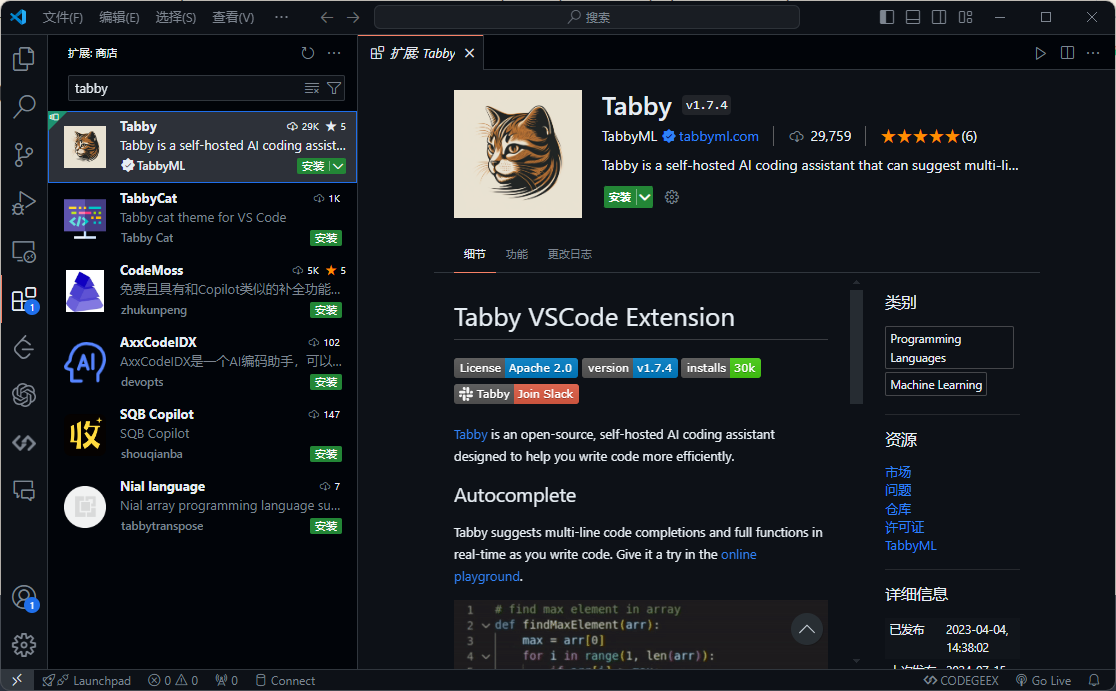 文件(F) 编辑(E) 选择(S) 查看(V) ··· 搜索
扩展: 商店
tabby
Tabby 29K ★ 5
Tabby is a self-hosted AI coding assist...
TabbyML 安装
TabbyCat 1K
Tabby cat theme for VS Code
Tabby Cat 安装
CodeMoss 5K ★ 5
免费且具有和Copilot类似的补全功能...
zhukunpeng 安装
AxxCodeIDX 102
AxxCodeIDX是一个AI编码助手，可以...
devopts 安装
SQB Copilot 147
SQB Copilot
shouqianba 安装
Nial language 7
Nial array programming language su...
tabbytranspose 安装
扩展: Tabby
Tabby v1.7.4
TabbyML tabbyml.com 29,759 ★★★★★(6)
Tabby is a self-hosted AI coding assistant that can suggest multi-li...
安装
细节 功能 更改日志
Tabby VSCode Extension
License Apache 2.0 version v1.7.4 installs 30k
Tabby Join Slack
Tabby is an open-source, self-hosted AI coding assistant
designed to help you write code more efficiently.
Autocomplete
Tabby suggests multi-line code completions and full functions in
real-time as you write code. Give it a try in the online
playground.
1 # find max element in array
2 def findMaxElement(arr):
3 max = arr[0]
4 for i in range(1, len(arr)):
类别
Programming
Languages
Machine Learning
资源
市场
问题
仓库
许可证
TabbyML
详细信息
已发布 2023-04-04,
14:38:02
1
1
收
AI
Launchpad 0 0 0 Connect CODEGEEX Go Live